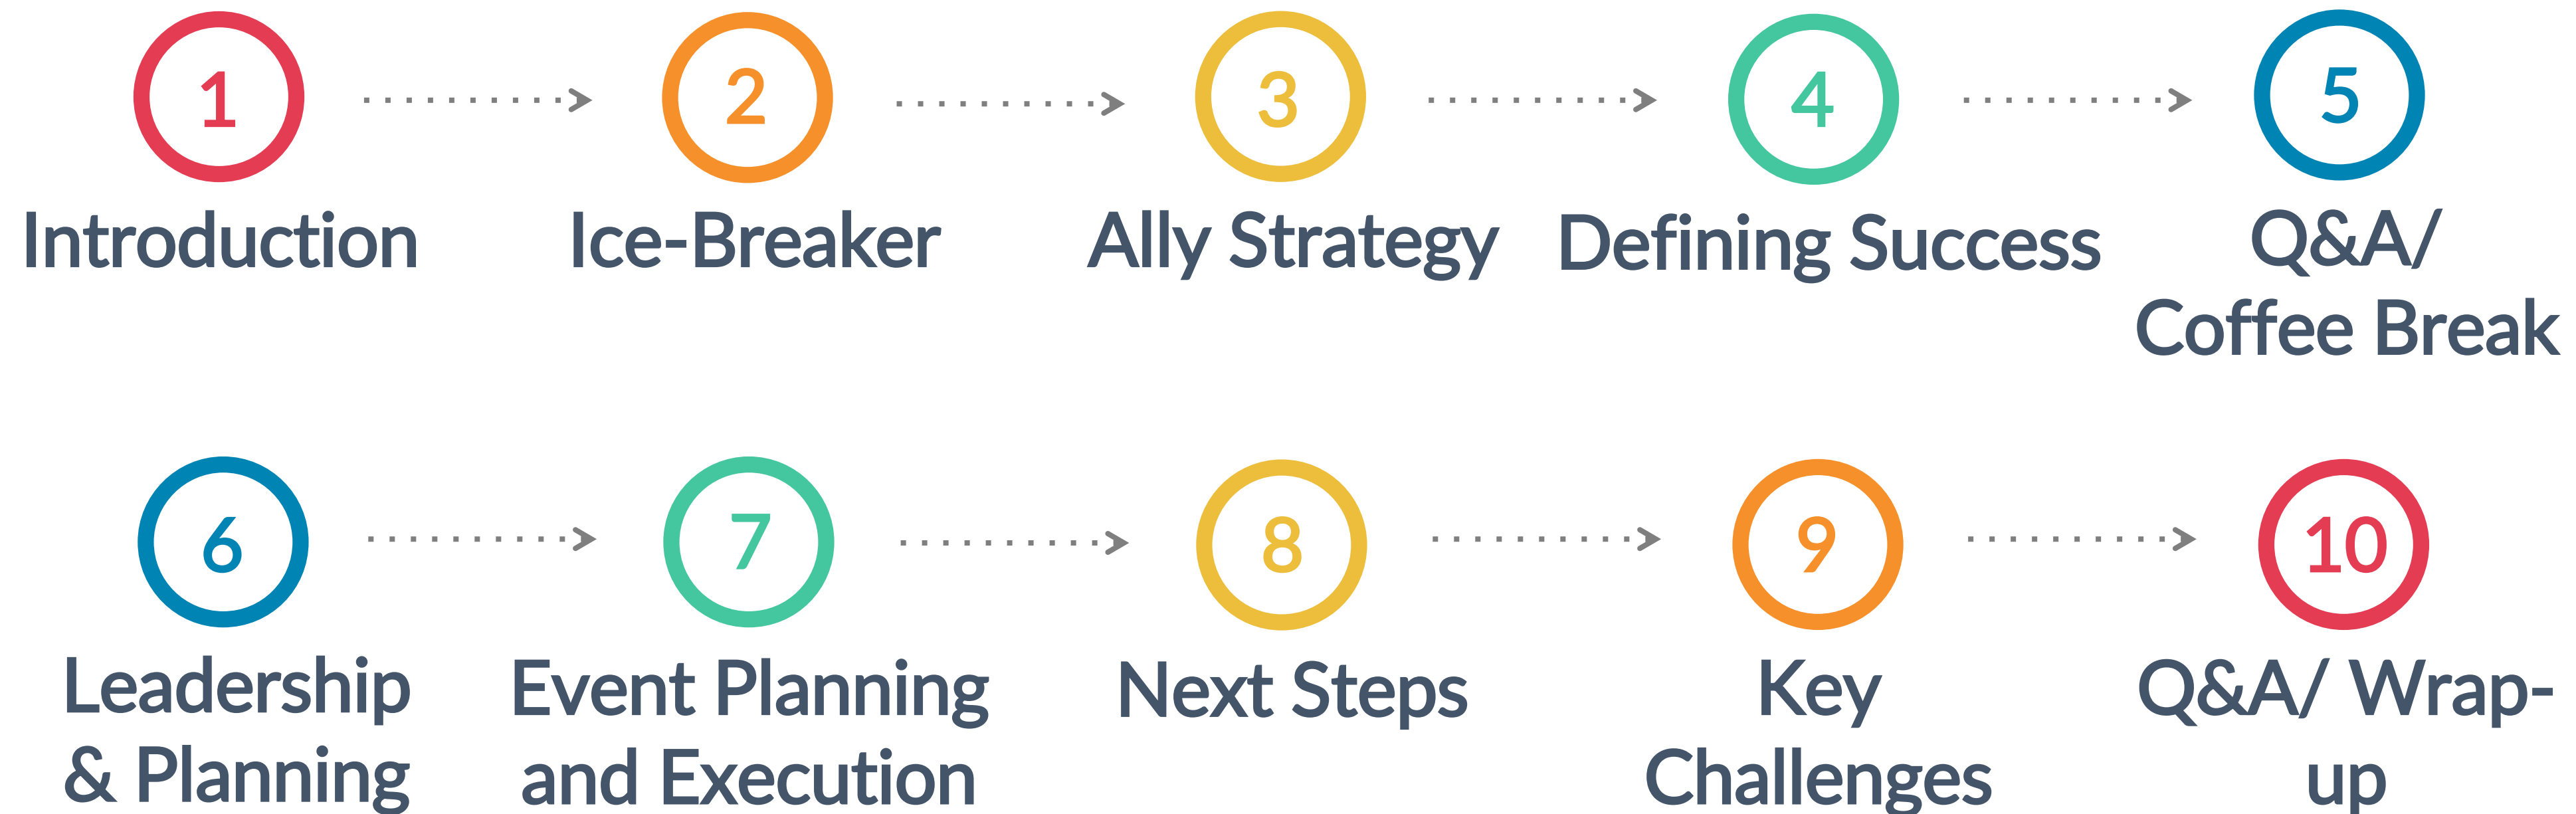 1
2
3
4
5
Introduction
Ice-Breaker
Ally Strategy
Defining Success
Q&A/
Coffee Break
6
7
8
9
10
Leadership
& Planning
Event Planning
and Execution
Next Steps
Key
Challenges
Q&A/ Wrap-
up